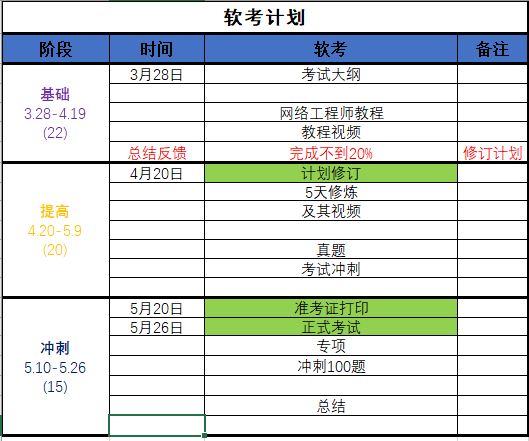 软考计划
阶段 时间 软考 备注
3月28日 考试大纲
基础
3.28-4.19 网络工程师教程
(22) 教程视频
总结反馈 完成不到20% 修订计划
4月20日 计划修订
5天修炼
提高 及其视频
4.20-5.9
(20) 真题
考试冲刺
5月20日 准考证打印
5月26日 正式考试
冲刺 专项
5.10-5.26 冲刺100题
(15)
总结